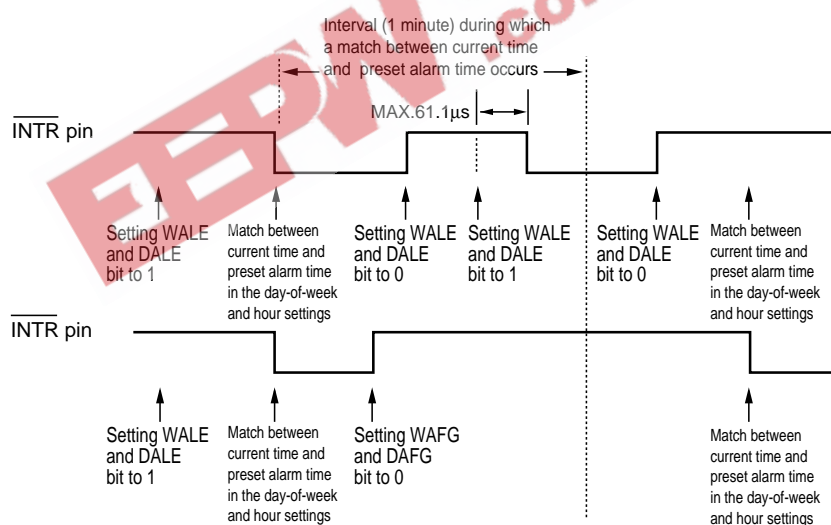 EEPW.com
Interval (1 minute) during which
a match between current time
and preset alarm time occurs
MAX.61.1μs
INTR pin
Setting WALE
and DALE
bit to 1
Match between
current time and
preset alarm time
in the day-of-week
and hour settings
Setting WALE
and DALE
bit to 0
Setting WALE
and DALE
bit to 1
Setting WALE
and DALE
bit to 0
Match between
current time and
preset alarm time
in the day-of-week
and hour settings
INTR pin
Setting WALE
and DALE
bit to 1
Match between
current time and
preset alarm time
in the day-of-week
and hour settings
Setting WAFG
and DAFG
bit to 0
Match between
current time and
preset alarm time
in the day-of-week
and hour settings